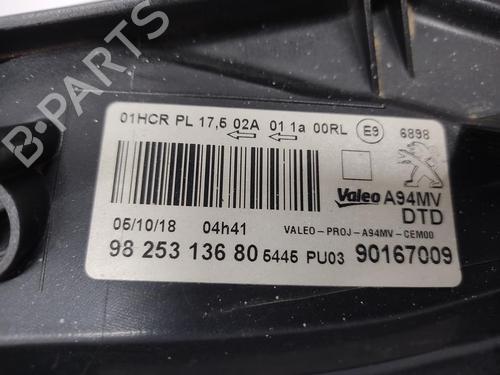 B-PARTS
01HCR PL 17,5 02A 01 1a 00RL E9 6898
Valeo A94MV
DTD
05/10/18 04h41 VALEO-PROJ-A94MV-CEM00
98 253 136 80 5445 PU03 90167009